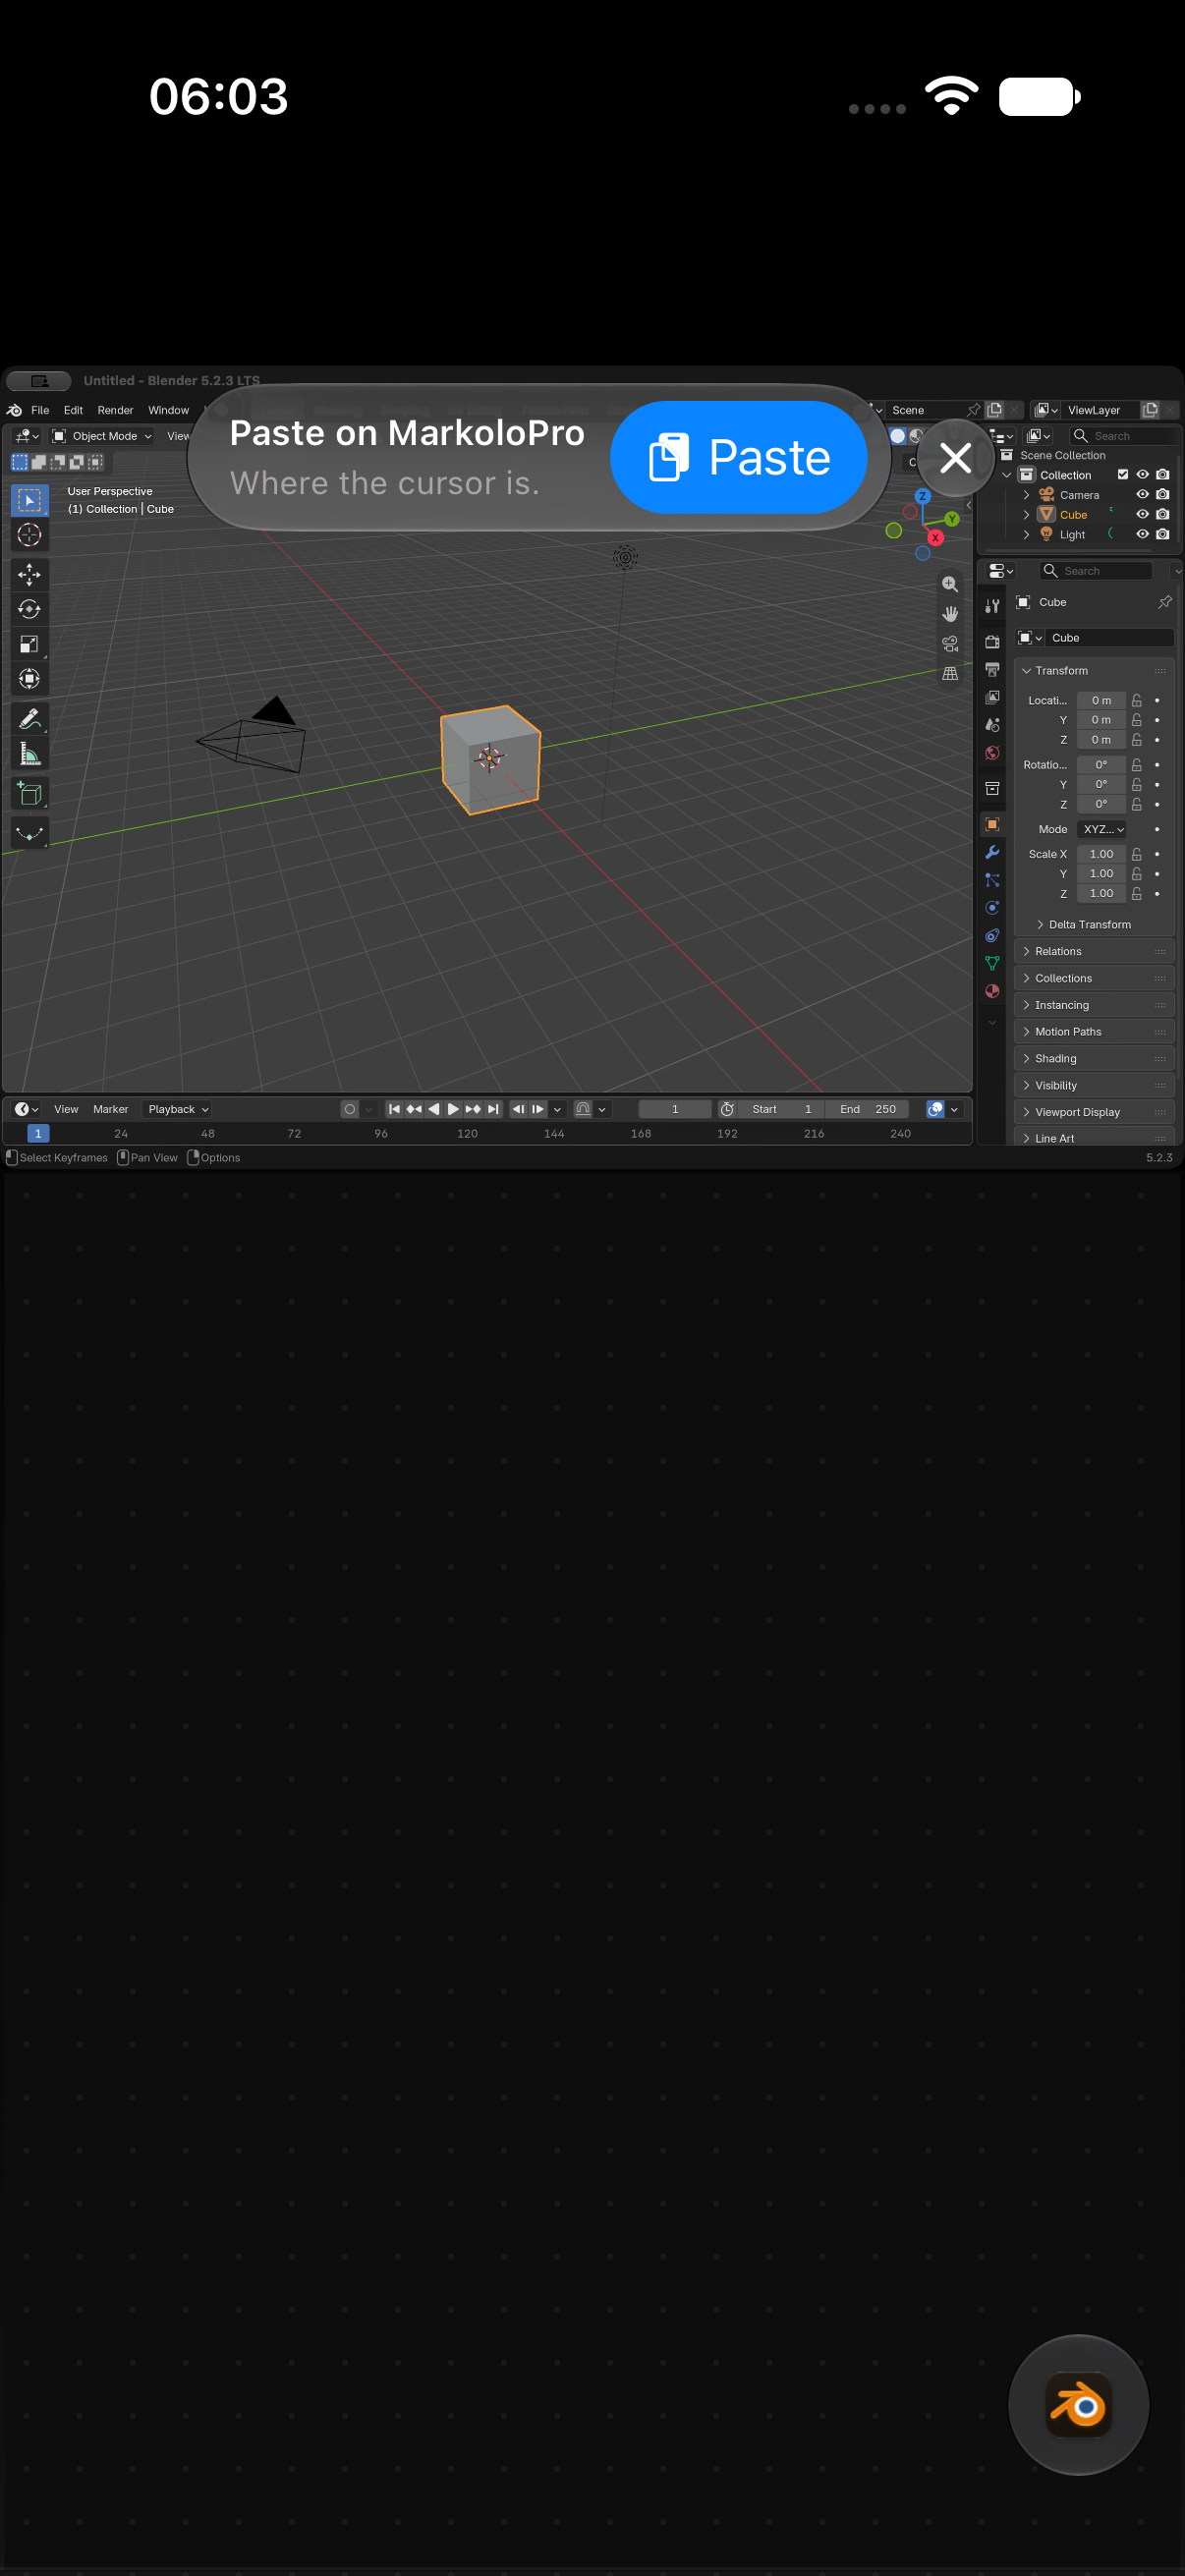 06:03
Untitled - Blender 5.2.3 LTS
File Edit Render Window
Scene
ViewLayer
Paste on MarkoloPro
Where the cursor is.
Paste
Object Mode
View
Search
User Perspective
(1) Collection | Cube
Z
Y
X
Scene Collection
Collection
Camera
Cube
Light
Search
Cube
Cube
Transform
Locati... 0 m
Y 0 m
Z 0 m
Rotatio... 0°
Y 0°
Z 0°
Mode XYZ...
Scale X 1.00
Y 1.00
Z 1.00
Delta Transform
Relations
Collections
Instancing
Motion Paths
Shading
Visibility
Viewport Display
Line Art
View Marker Playback
1
Start 1
End 250
1 24 48 72 96 120 144 168 192 216 240
Select Keyframes Pan View Options
5.2.3